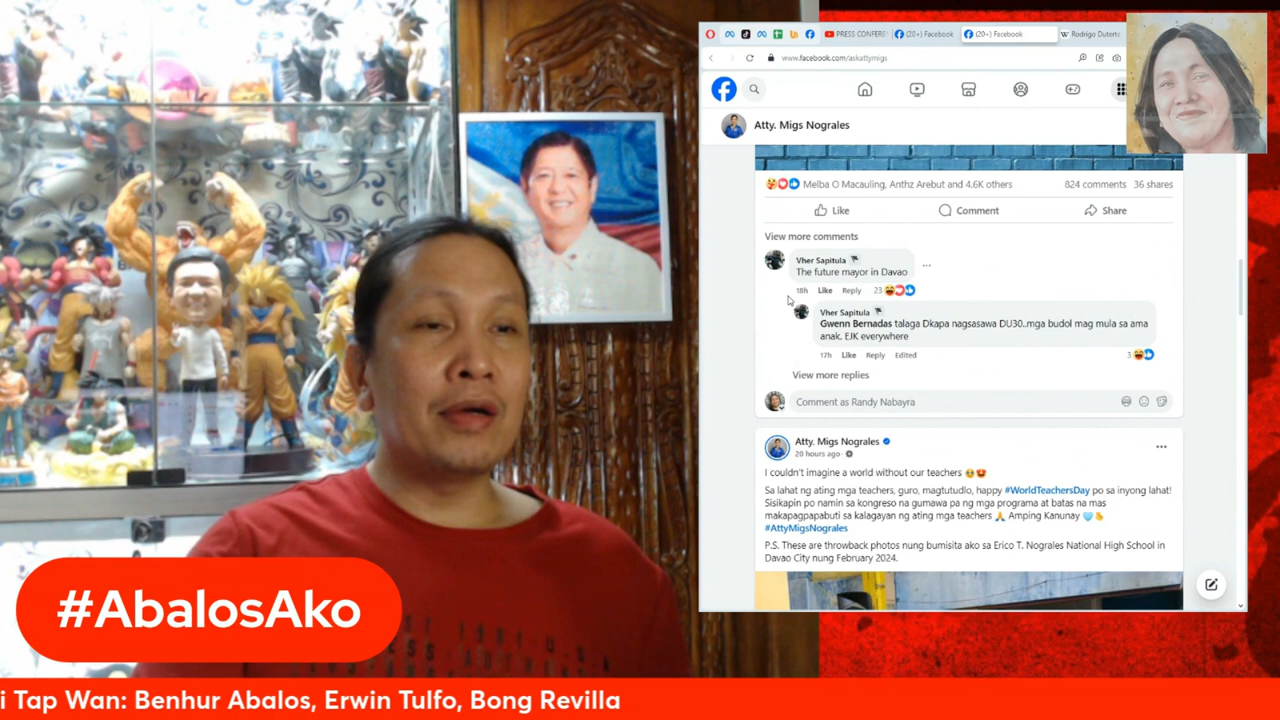 PRESS CONFERE
(20+) Facebook
(20+) Facebook
Rodrigo Dutert
www.facebook.com/askattymigs
Atty. Migs Nograles
Melba O Macauling, Anthz Arebut and 4.6K others
824 comments 36 shares
Like
Comment
Share
View more comments
Vher Sapitula
The future mayor in Davao
18h Like Reply 23
Vher Sapitula
Gwenn Bernadas talaga Dkapa nagsasawa DU30..mga budol mag mula sa ama
anak. EJK everywhere
17h Like Reply Edited 3
View more replies
Comment as Randy Nabayra
Atty. Migs Nograles
20 hours ago
I couldn't imagine a world without our teachers
Sa lahat ng ating mga teachers, guro, magtutudlo, happy #WorldTeachersDay po sa inyong lahat!
Sisikapin po namin sa kongreso na gumawa pa ng mga programa at batas na mas
makapagpapabuti sa kalagayan ng ating mga teachers 🙏 Amping Kanunay
#AttyMigsNograles
P.S. These are throwback photos nung bumisita ako sa Erico T. Nograles National High School in
Davao City nung February 2024.
#AbalosAko
i Tap Wan: Benhur Abalos, Erwin Tulfo, Bong Revilla